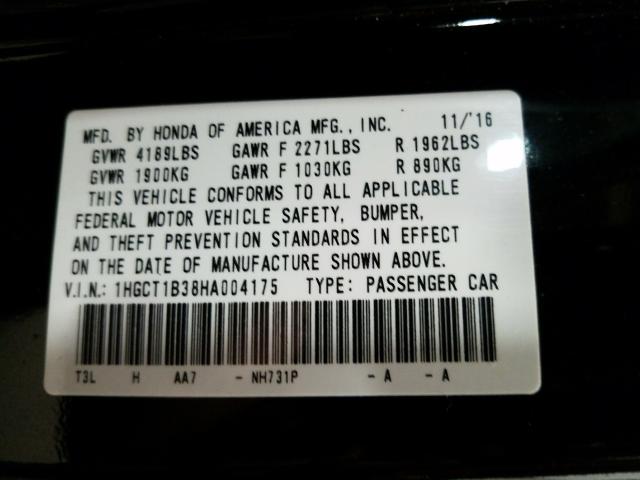 MFD. BY HONDA OF AMERICA MFG., INC. 11/'16
GVWR 4189LBS GAWR F 2271LBS R 1962LBS
GVWR 1900KG GAWR F 1030KG R 890KG
THIS VEHICLE CONFORMS TO ALL APPLICABLE
FEDERAL MOTOR VEHICLE SAFETY, BUMPER,
AND THEFT PREVENTION STANDARDS IN EFFECT
ON THE DATE OF MANUFACTURE SHOWN ABOVE.
V.I.N.: 1HGCT1B38HA004175 TYPE: PASSENGER CAR
T3L H AA7 - NH731P - A - A